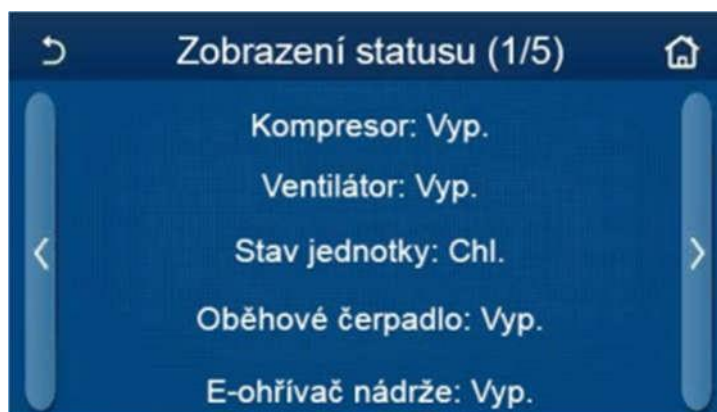 Zobrazení statusu (1/5)
Kompresor: Vyp.
Ventilátor: Vyp.
Stav jednotky: Chl.
Oběhové čerpadlo: Vyp.
E-ohřívač nádrže: Vyp.